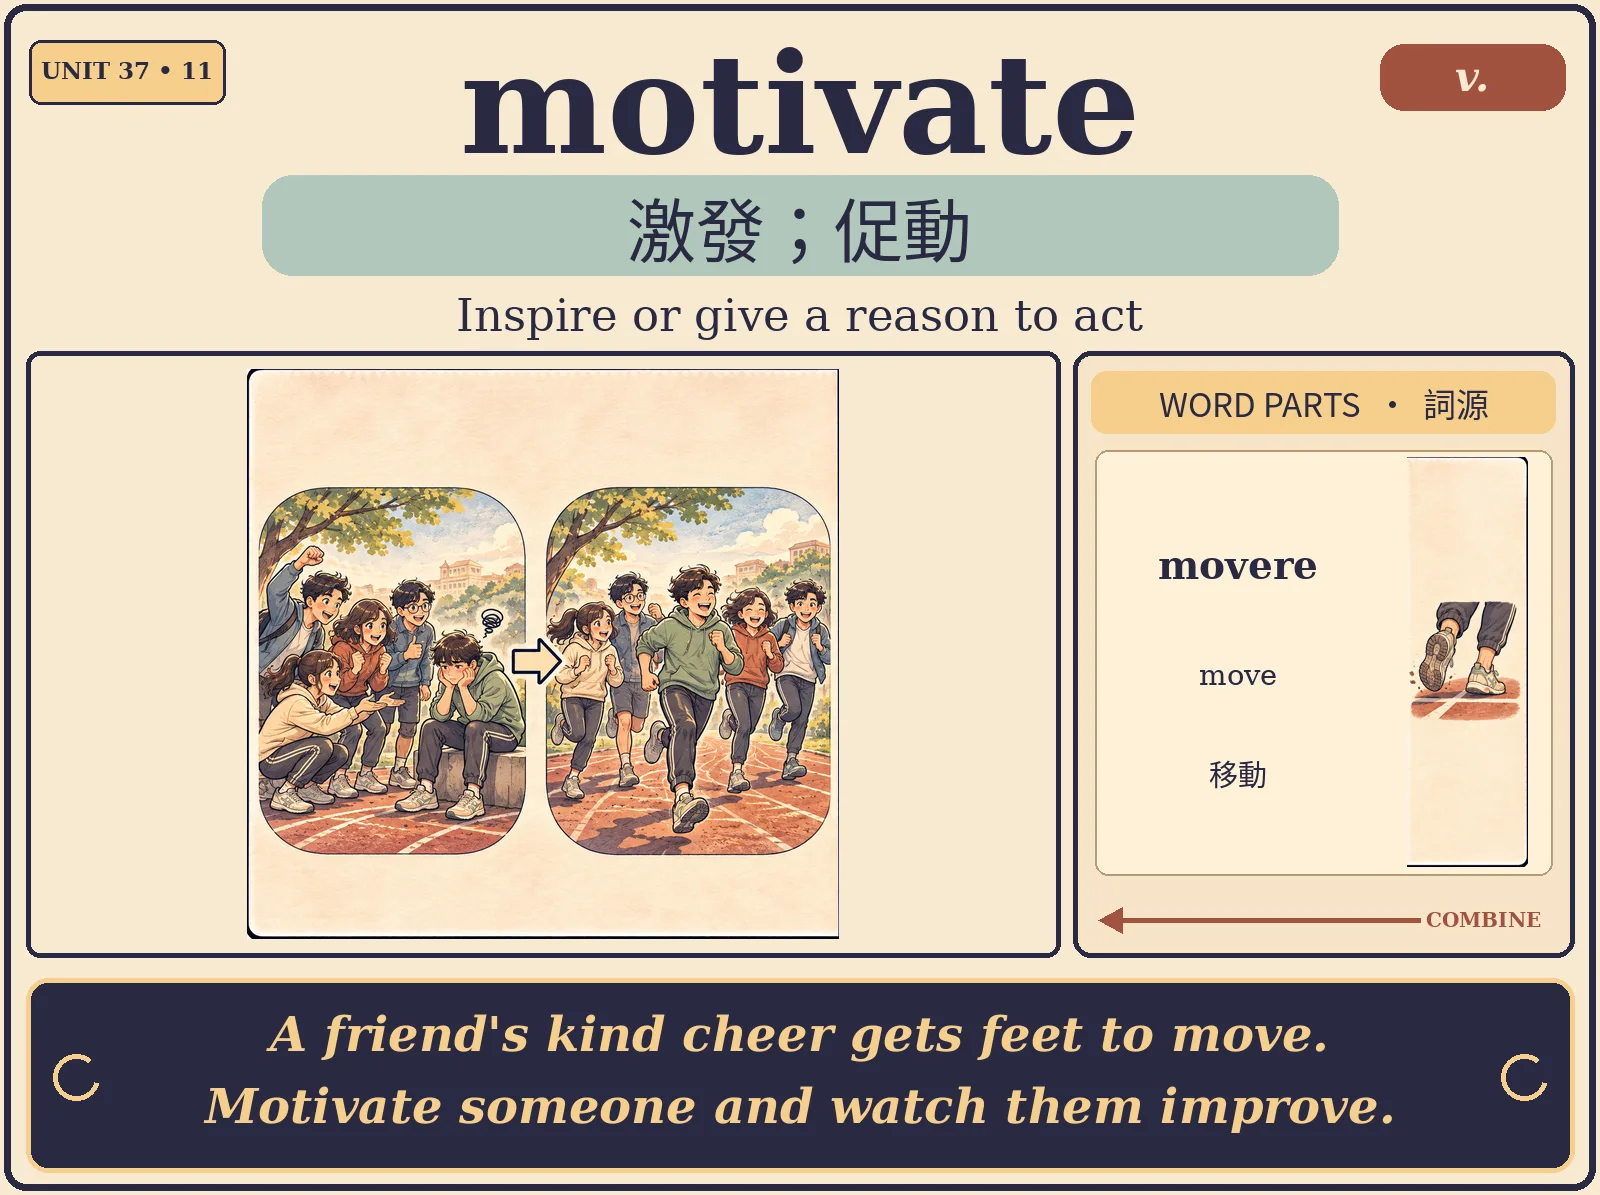 UNIT 37 • 11
motivate
v.
激發；促動
Inspire or give a reason to act
WORD PARTS • 詞源
movere
move
移動
COMBINE
A friend's kind cheer gets feet to move.
Motivate someone and watch them improve.